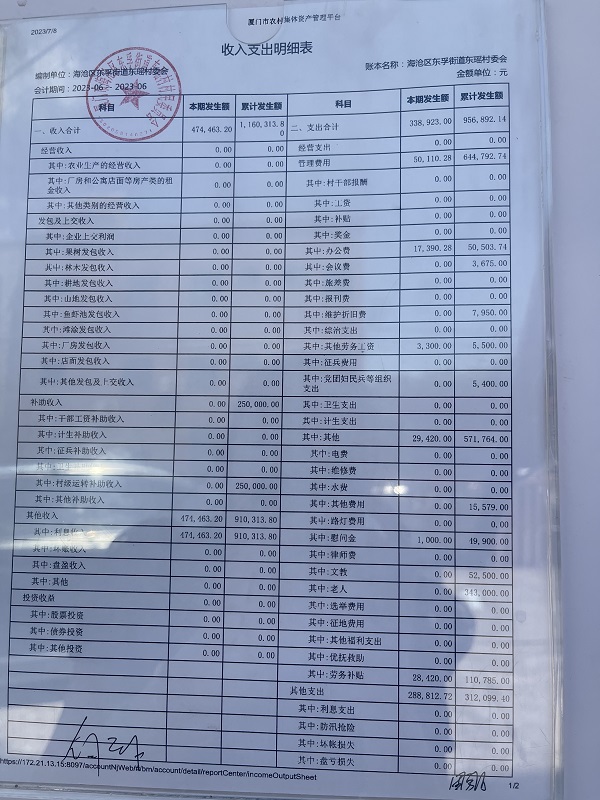 厦门市农村集体资产管理平台
2023/7/8
收入支出明细表
编制单位：海沧区东孚街道东瑶村委会 账本名称：海沧区东孚街道东瑶村委会
会计期间：2023-06 -- 2023-06 金额单位：元
科目 本期发生额 累计发生额 科目 本期发生额 累计发生额
一、收入合计 474,463.20 1,160,313.80 二、支出合计 338,923.00 956,892.14
经营收入 0.00 0.00 经营支出 0.00 0.00
其中:农业生产的经营收入 0.00 0.00 管理费用 50,110.28 644,792.74
其中:厂房和公寓店面等房产类的租金收入 0.00 0.00 其中:村干部报酬 0.00 0.00
其中:其他类别的经营收入 0.00 0.00 其中:工资 0.00 0.00
发包及上交收入 0.00 0.00 其中:补贴 0.00 0.00
其中:企业上交利润 0.00 0.00 其中:奖金 0.00 0.00
其中:果树发包收入 0.00 0.00 其中:办公费 17,390.28 50,503.74
其中:林木发包收入 0.00 0.00 其中:会议费 0.00 3,675.00
其中:耕地发包收入 0.00 0.00 其中:旅差费 0.00 0.00
其中:山地发包收入 0.00 0.00 其中:报刊费 0.00 0.00
其中:鱼虾池发包收入 0.00 0.00 其中:维护折旧费 0.00 7,950.00
其中:滩涂发包收入 0.00 0.00 其中:综治支出 0.00 0.00
其中:厂房发包收入 0.00 0.00 其中:其他劳务工资 3,300.00 5,500.00
其中:店面发包收入 0.00 0.00 其中:征兵费用 0.00 0.00
其中:其他发包及上交收入 0.00 0.00 其中:党团妇民兵等组织支出 0.00 5,400.00
补助收入 0.00 250,000.00 其中:卫生支出 0.00 0.00
其中:干部工资补助收入 0.00 0.00 其中:计生支出 0.00 0.00
其中:计生补助收入 0.00 0.00 其中:其他 29,420.00 571,764.00
其中:征兵补助收入 0.00 0.00 其中:电费 0.00 0.00
0.00 0.00 其中:维修费 0.00 0.00
其中:村级运转补助收入 0.00 250,000.00 其中:水费 0.00 0.00
其中:其他补助收入 0.00 0.00 其中:其他费用 0.00 15,579.00
其他收入 474,463.20 910,313.80 其中:路灯费用 0.00 0.00
其中:利息收入 474,463.20 910,313.80 其中:慰问金 1,000.00 49,900.00
其中:坏账收入 0.00 0.00 其中:律师费 0.00 0.00
其中:盘盈收入 0.00 0.00 其中:文教 0.00 52,500.00
其中:其他 0.00 0.00 其中:老人 0.00 343,000.00
投资收益 0.00 0.00 其中:选举费用 0.00 0.00
其中:股票投资 0.00 0.00 其中:征地费用 0.00 0.00
其中:债券投资 0.00 0.00 其中:其他福利支出 0.00 0.00
其中:其他投资 0.00 0.00 其中:优抚救助 0.00 0.00
其中:劳务补贴 28,420.00 110,785.00
其他支出 288,812.72 312,099.40
其中:利息支出 0.00 0.00
其中:防汛抢险 0.00 0.00
其中:坏帐损失 0.00 0.00
其中:盘亏损失 0.00 0.00
https://172.21.13.15:8097/accountNjWeb/fi/bm/account/detail/reportCenter/incomeOutputSheet 1/2